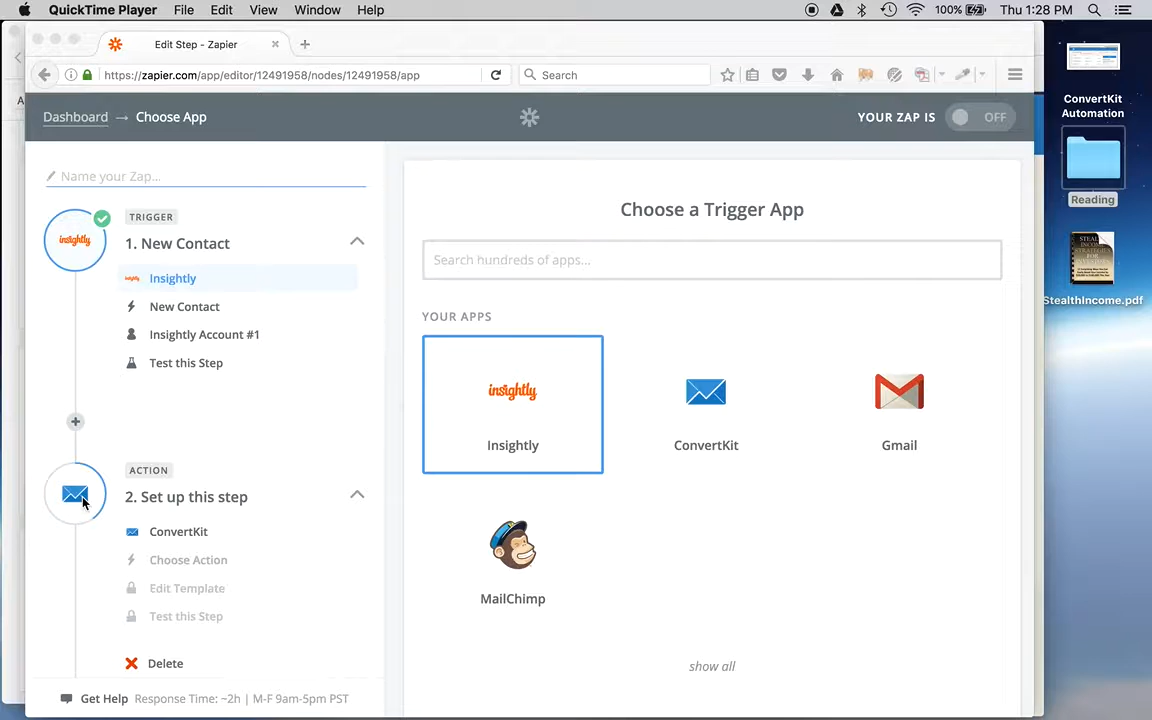 QuickTime Player File Edit View Window Help 100% Thu 1:28 PM
Edit Step - Zapier
https://zapier.com/app/editor/12491958/nodes/12491958/app Search
Dashboard → Choose App YOUR ZAP IS OFF
Name your Zap...
TRIGGER
insightly
1. New Contact
Insightly
New Contact
Insightly Account #1
Test this Step
ACTION
2. Set up this step
ConvertKit
Choose Action
Edit Template
Test this Step
Delete
Get Help Response Time: ~2h | M-F 9am-5pm PST
Choose a Trigger App
Search hundreds of apps...
YOUR APPS
insightly
Insightly
ConvertKit
Gmail
MailChimp
show all
ConvertKit
Automation
Reading
StealthIncome.pdf